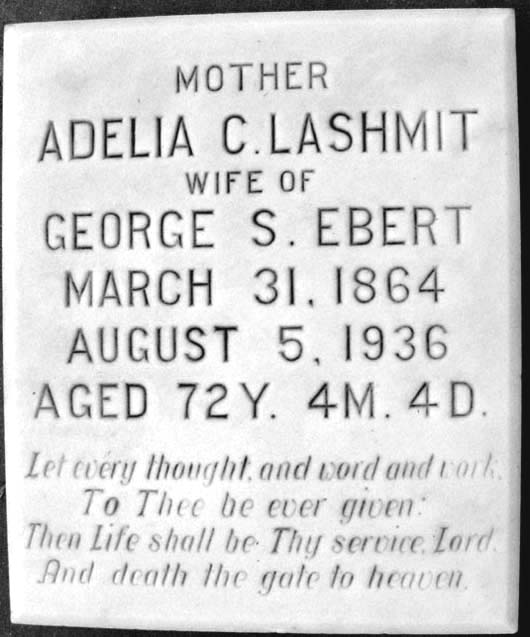 MOTHER
ADELIA C. LASHMIT
WIFE OF
GEORGE S. EBERT
MARCH 31, 1864
AUGUST 5, 1936
AGED 72Y. 4M. 4D.
Let every thought, and word and work,
To Thee be ever given:
Then Life shall be Thy service, Lord,
And death the gate to heaven.